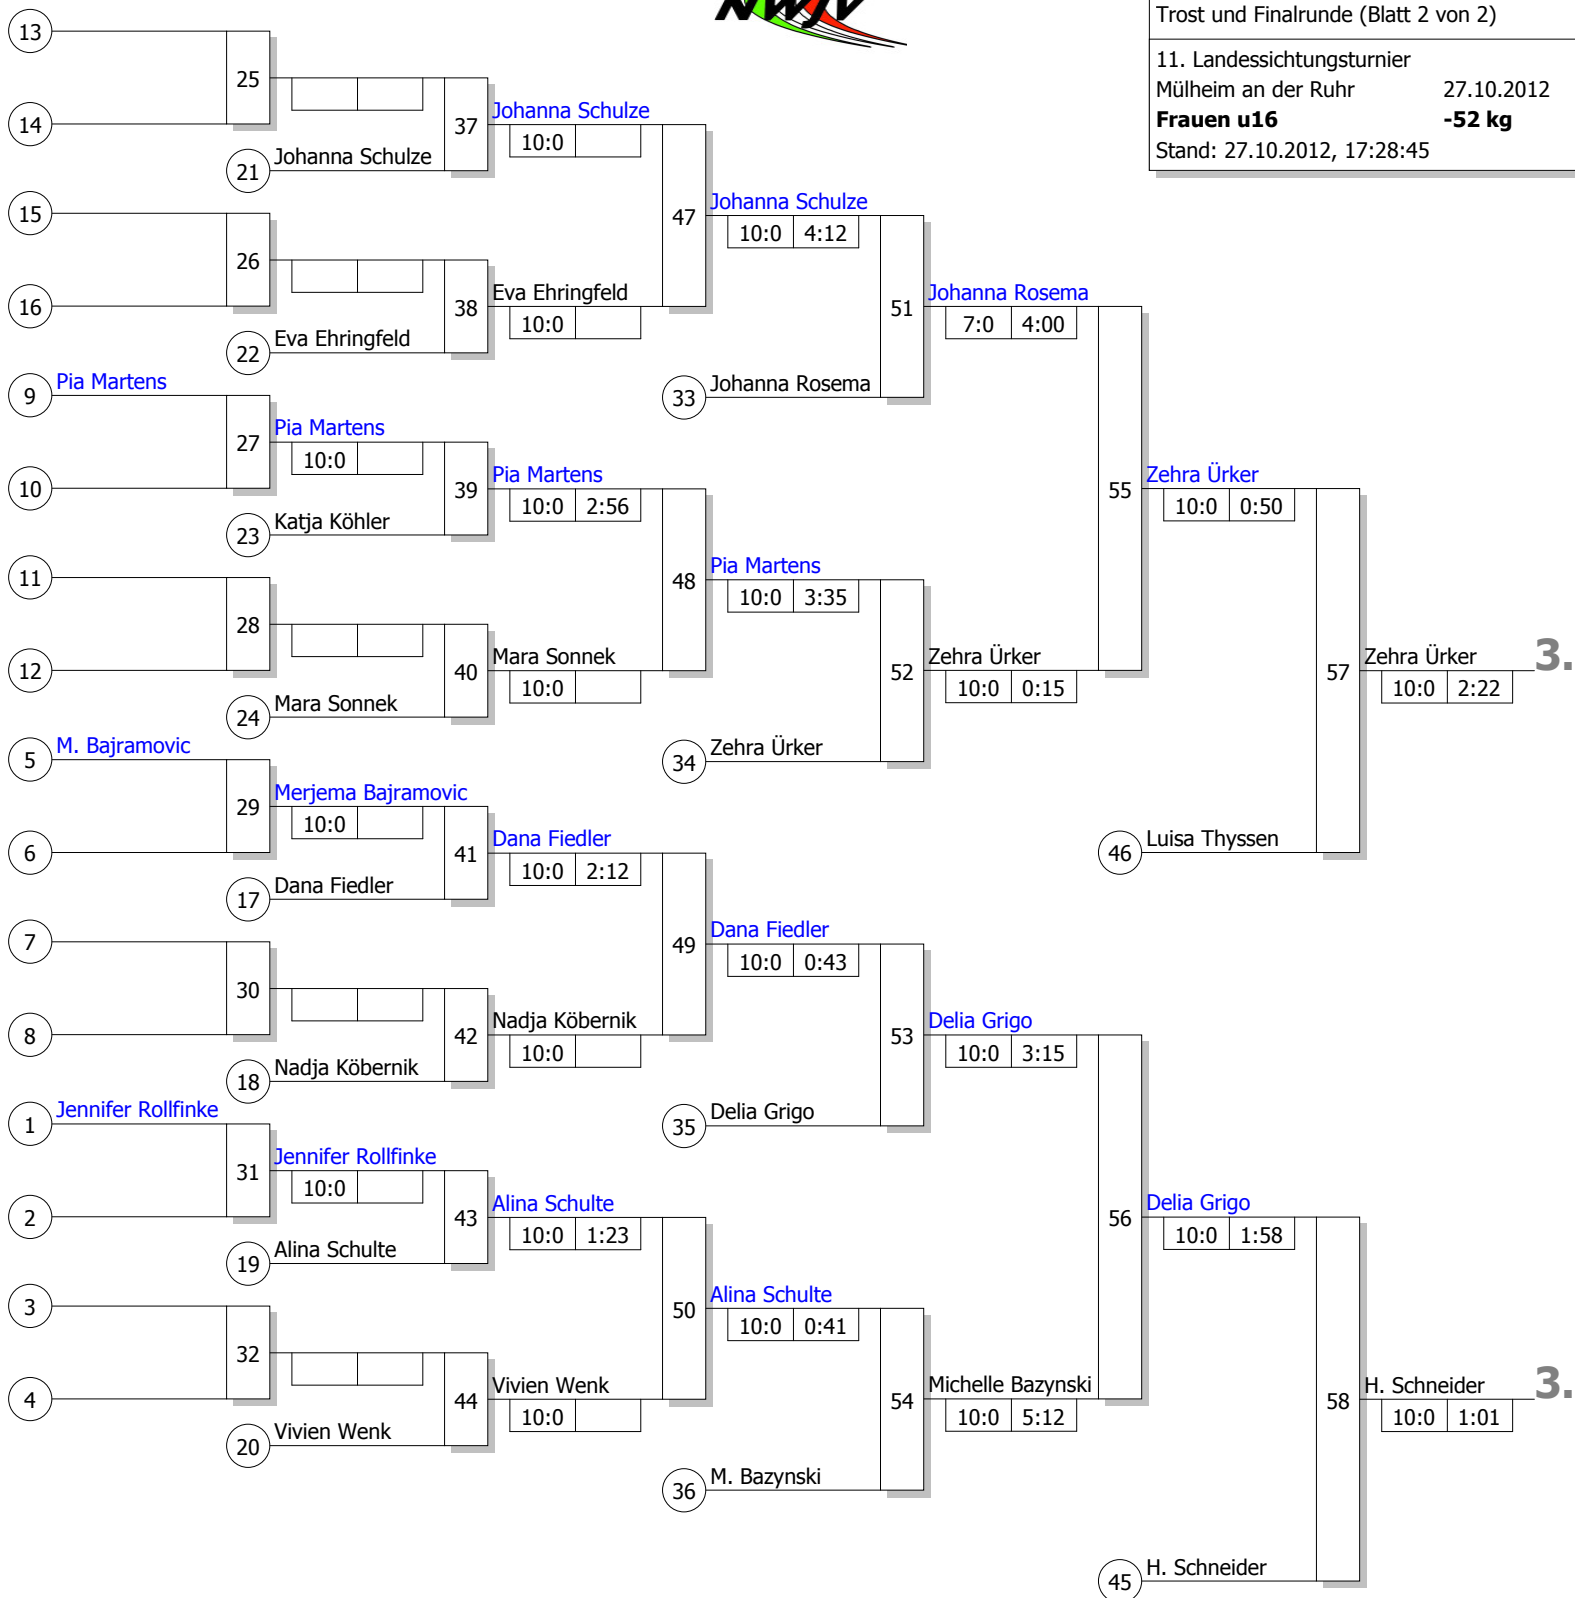 NWJV
Trost und Finalrunde (Blatt 2 von 2)
11. Landessichtungsturnier
Mülheim an der Ruhr 27.10.2012
Frauen u16 -52 kg
Stand: 27.10.2012, 17:28:45
13
25
14
37
Johanna Schulze
10:0
21
Johanna Schulze
15
47
Johanna Schulze
10:0 4:12
26
16
38
Eva Ehringfeld
10:0
22
Eva Ehringfeld
51
Johanna Rosema
7:0 4:00
33
Johanna Rosema
9
Pia Martens
27
Pia Martens
10:0
10
39
Pia Martens
10:0 2:56
23
Katja Köhler
55
Zehra Ürker
10:0 0:50
11
48
Pia Martens
10:0 3:35
28
12
40
Mara Sonnek
10:0
24
Mara Sonnek
52
Zehra Ürker
10:0 0:15
34
Zehra Ürker
57
Zehra Ürker
10:0 2:22
3.
5
M. Bajramovic
29
Merjema Bajramovic
10:0
6
41
Dana Fiedler
10:0 2:12
17
Dana Fiedler
46
Luisa Thyssen
7
49
Dana Fiedler
10:0 0:43
30
8
42
Nadja Köbernik
10:0
18
Nadja Köbernik
53
Delia Grigo
10:0 3:15
35
Delia Grigo
1
Jennifer Rollfinke
31
Jennifer Rollfinke
10:0
2
43
Alina Schulte
10:0 1:23
19
Alina Schulte
56
Delia Grigo
10:0 1:58
3
50
Alina Schulte
10:0 0:41
32
4
44
Vivien Wenk
10:0
20
Vivien Wenk
54
Michelle Bazynski
10:0 5:12
36
M. Bazynski
58
H. Schneider
10:0 1:01
3.
45
H. Schneider